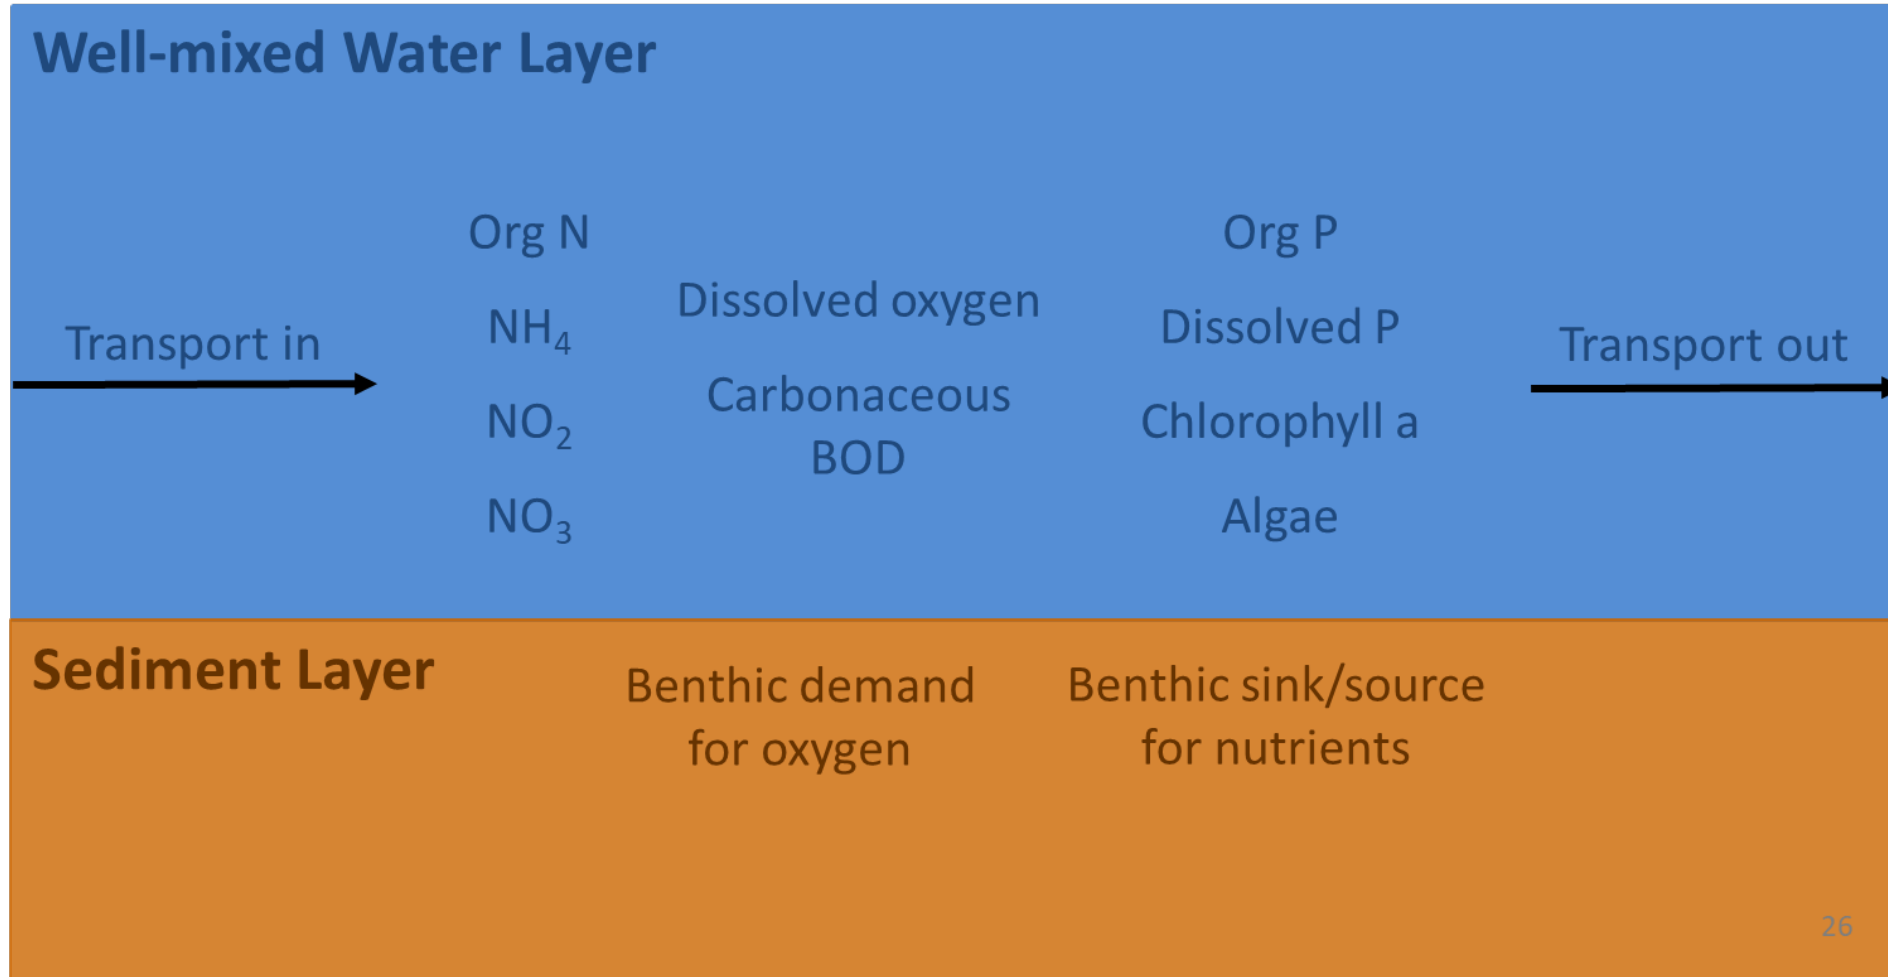 Well-mixed Water Layer
Transport in
Org N
NH₄
NO₂
NO₃
Dissolved oxygen
Carbonaceous
BOD
Org P
Dissolved P
Chlorophyll a
Algae
Transport out
Sediment Layer
Benthic demand
for oxygen
Benthic sink/source
for nutrients
26